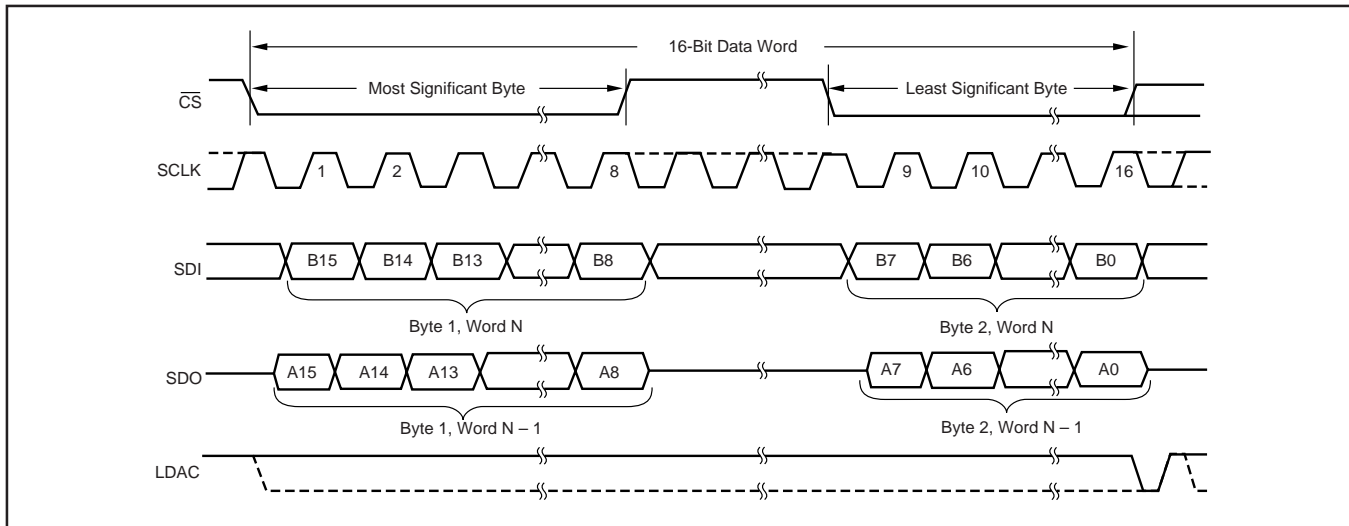 16-Bit Data Word
CS Most Significant Byte Least Significant Byte
SCLK 1 2 8 9 10 16
SDI B15 B14 B13 B8 B7 B6 B0
Byte 1, Word N Byte 2, Word N
SDO A15 A14 A13 A8 A7 A6 A0
Byte 1, Word N – 1 Byte 2, Word N – 1
LDAC